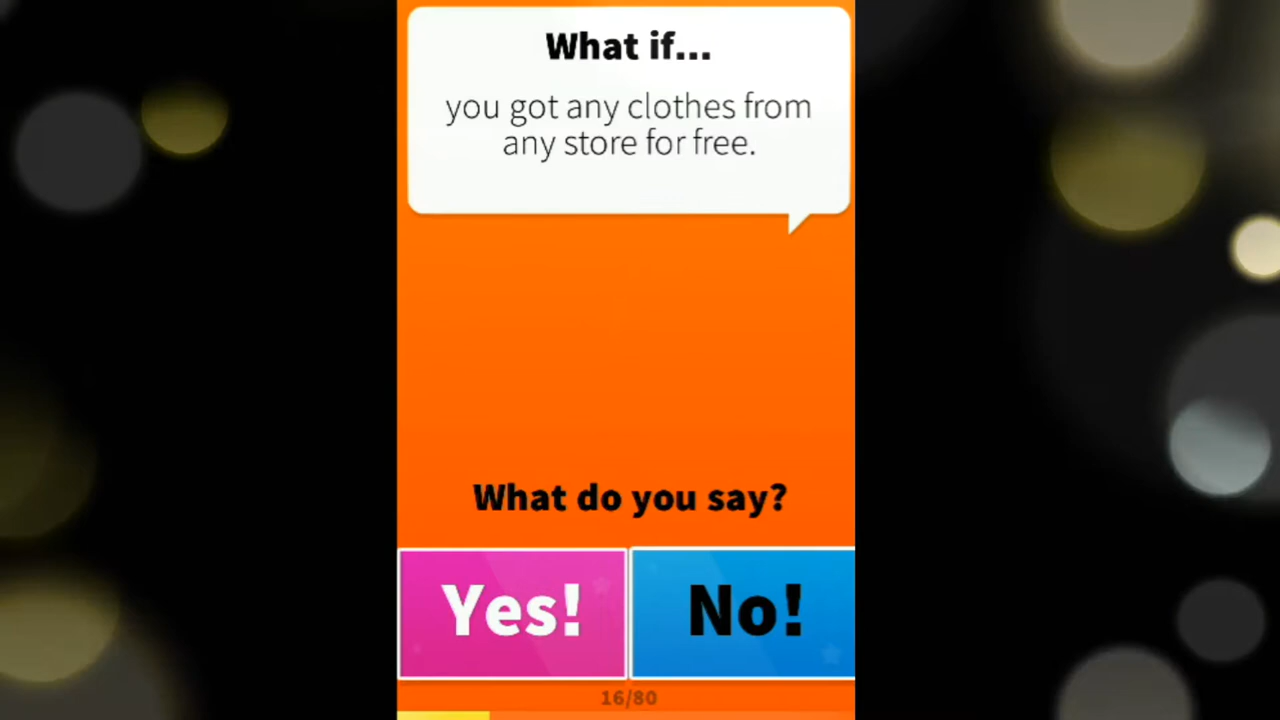 What if...
you got any clothes from
any store for free.
What do you say?
Yes!
No!
16/80